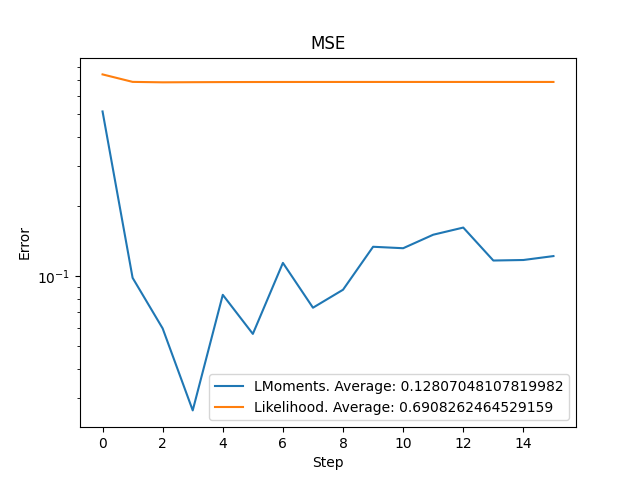 MSE
Error
10⁻¹
LMoments. Average: 0.12807048107819982
Likelihood. Average: 0.6908262464529159
0 2 4 6 8 10 12 14
Step